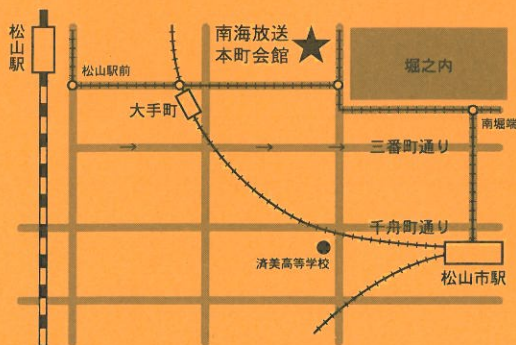 松山駅
南海放送
本町会館
堀之内
松山駅前
大手町
南堀端
三番町通り
千舟町通り
済美高等学校
松山市駅